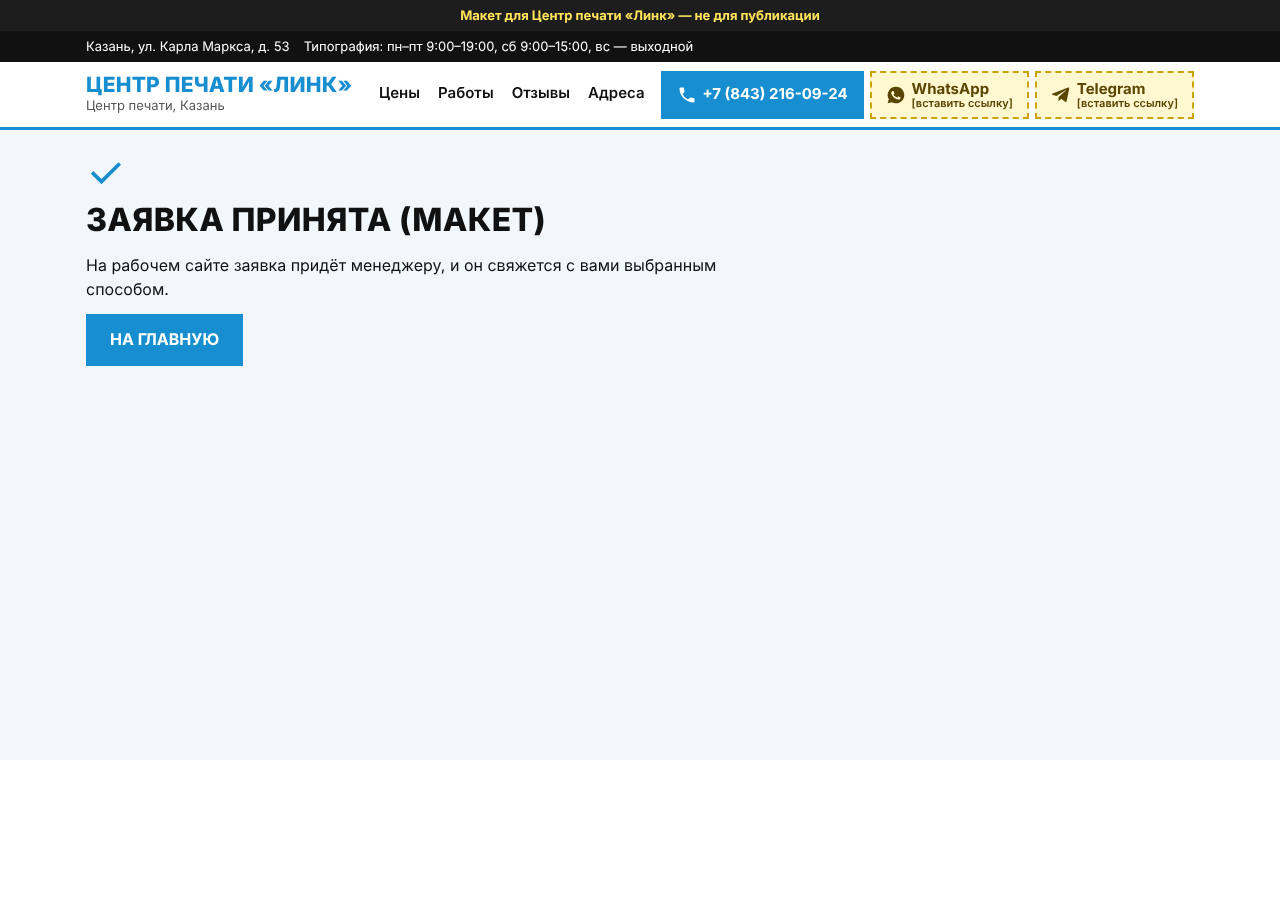 Макет для Центр печати «Линк» — не для публикации
Казань, ул. Карла Маркса, д. 53 Типография: пн–пт 9:00–19:00, сб 9:00–15:00, вс — выходной
ЦЕНТР ПЕЧАТИ «ЛИНК»
Центр печати, Казань
Цены Работы Отзывы Адреса
+7 (843) 216-09-24
WhatsApp
[вставить ссылку]
Telegram
[вставить ссылку]
ЗАЯВКА ПРИНЯТА (МАКЕТ)
На рабочем сайте заявка придёт менеджеру, и он свяжется с вами выбранным
способом.
НА ГЛАВНУЮ